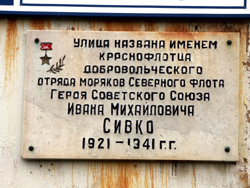 УЛИЦА НАЗВАНА ИМЕНЕМ
КРАСНОФЛОТЦА
ДОБРОВОЛЬЧЕСКОГО
ОТРЯДА МОРЯКОВ СЕВЕРНОГО ФЛОТА
ГЕРОЯ СОВЕТСКОГО СОЮЗА
ИВАНА МИХАЙЛОВИЧА
СИВКО
1921-1941 Г.Г.